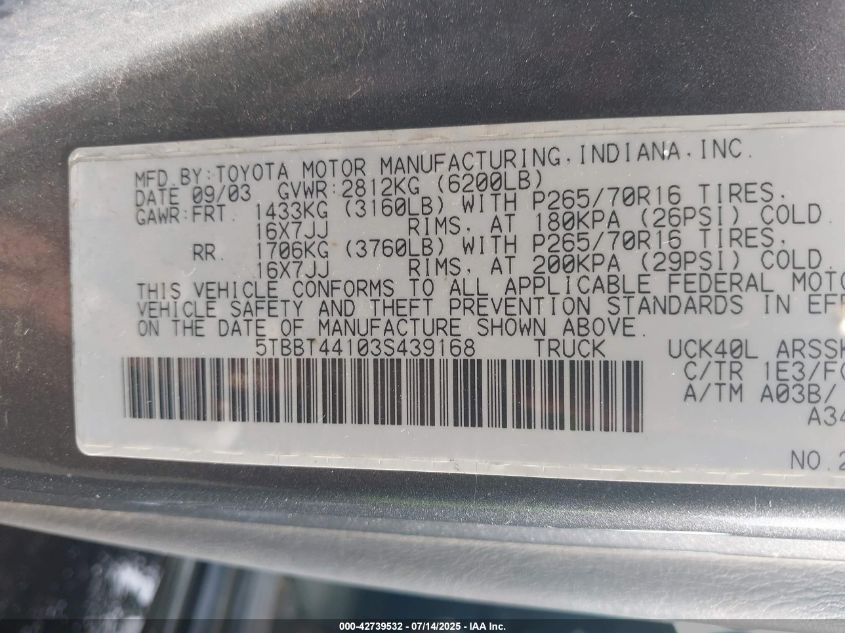 MFD.BY:TOYOTA MOTOR MANUFACTURING,INDIANA,INC.
DATE 09/03 GVWR:2812KG (6200LB)
GAWR:FRT. 1433KG (3160LB) WITH P265/70R16 TIRES.
16X7JJ RIMS, AT 180KPA (26PSI) COLD.
RR. 1706KG (3760LB) WITH P265/70R16 TIRES.
16X7JJ RIMS, AT 200KPA (29PSI) COLD
THIS VEHICLE CONFORMS TO ALL APPLICABLE FEDERAL MOTO
VEHICLE SAFETY AND THEFT PREVENTION STANDARDS IN EFF
ON THE DATE OF MANUFACTURE SHOWN ABOVE.
5TBBT44103S439168 TRUCK UCK40L ARSSK
C/TR 1E3/F
A/TM A03B/
A34
NO.2
000-42739532 - 07/14/2025 - IAA Inc.